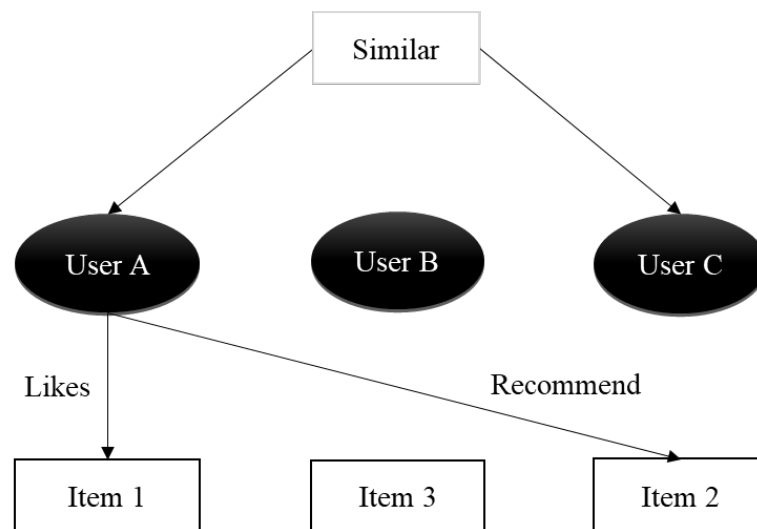 Similar
User A
User B
User C
Likes
Recommend
Item 1
Item 3
Item 2